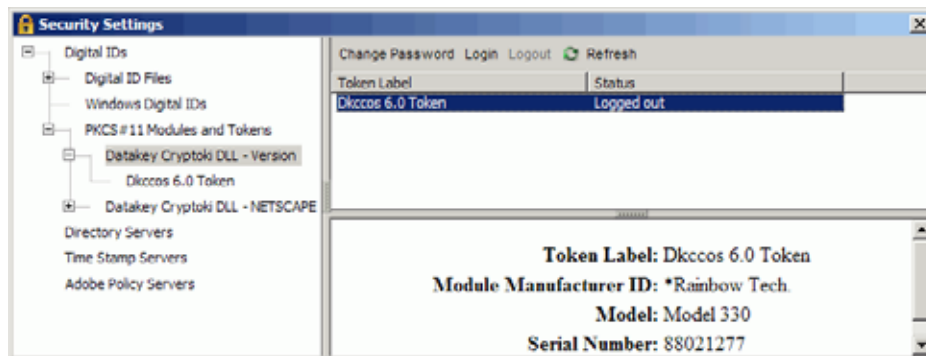 Security Settings
Digital IDs
Digital ID Files
Windows Digital IDs
PKCS#11 Modules and Tokens
Datakey Cryptoki DLL - Version
Dkccos 6.0 Token
Datakey Cryptoki DLL - NETSCAPE
Directory Servers
Time Stamp Servers
Adobe Policy Servers
Change Password Login Logout Refresh
Token Label Status
Dkccos 6.0 Token Logged out
Token Label: Dkccos 6.0 Token
Module Manufacturer ID: *Rainbow Tech.
Model: Model 330
Serial Number: 88021277